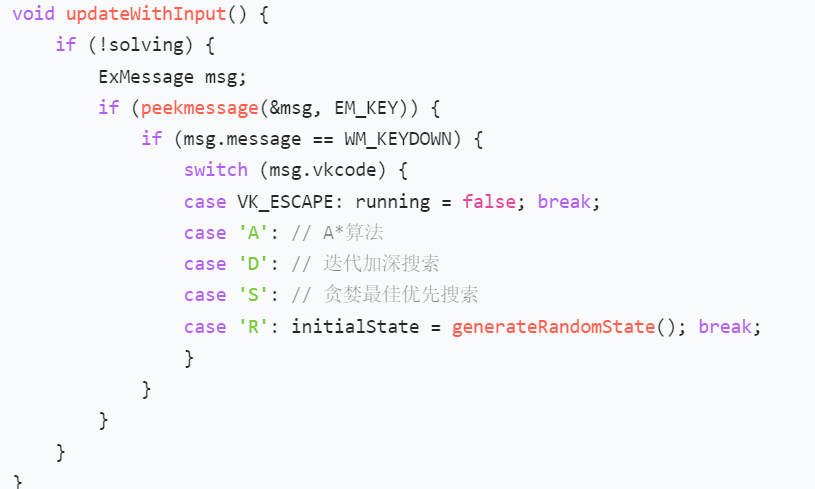 void updateWithInput() {
    if (!solving) {
        ExMessage msg;
        if (peekmessage(&msg, EM_KEY)) {
            if (msg.message == WM_KEYDOWN) {
                switch (msg.vkcode) {
                case VK_ESCAPE: running = false; break;
                case 'A': // A*算法
                case 'D': // 迭代加深搜索
                case 'S': // 贪婪最佳优先搜索
                case 'R': initialState = generateRandomState(); break;
                }
            }
        }
    }
}